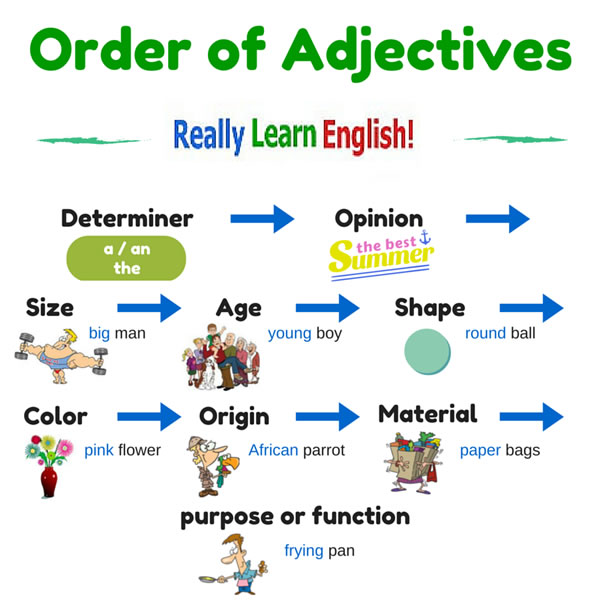 Order of Adjectives
Really Learn English!
Determiner
Opinion
a / an
the
the best
Summer
Size
Age
Shape
big man
young boy
round ball
Color
Origin
Material
pink flower
African parrot
paper bags
purpose or function
frying pan